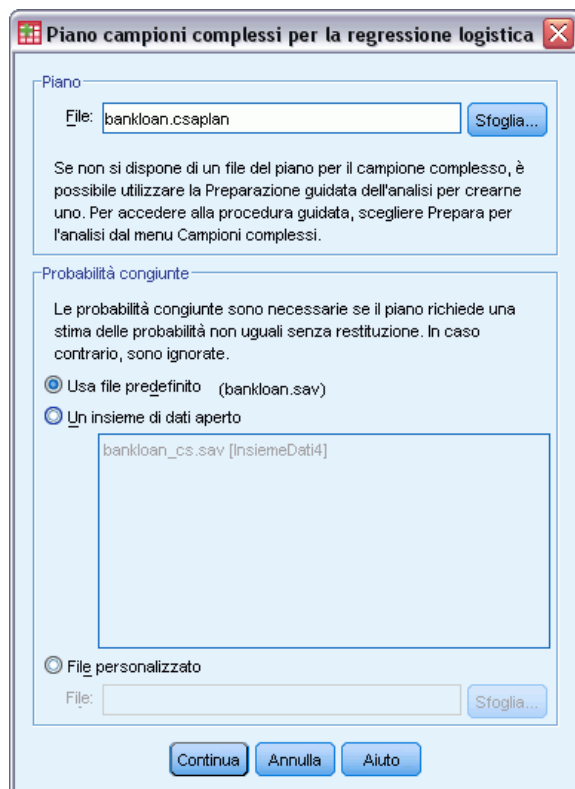 Piano campioni complessi per la regressione logistica
Piano
File: bankloan.csaplan Sfoglia...
Se non si dispone di un file del piano per il campione complesso, è
possibile utilizzare la Preparazione guidata dell'analisi per crearne
uno. Per accedere alla procedura guidata, scegliere Prepara per
l'analisi dal menu Campioni complessi.
Probabilità congiunte
Le probabilità congiunte sono necessarie se il piano richiede una
stima delle probabilità non uguali senza restituzione. In caso
contrario, sono ignorate.
Usa file predefinito (bankloan.sav)
Un insieme di dati aperto
bankloan_cs.sav [InsiemeDati4]
File personalizzato
File: Sfoglia...
Continua Annulla Aiuto